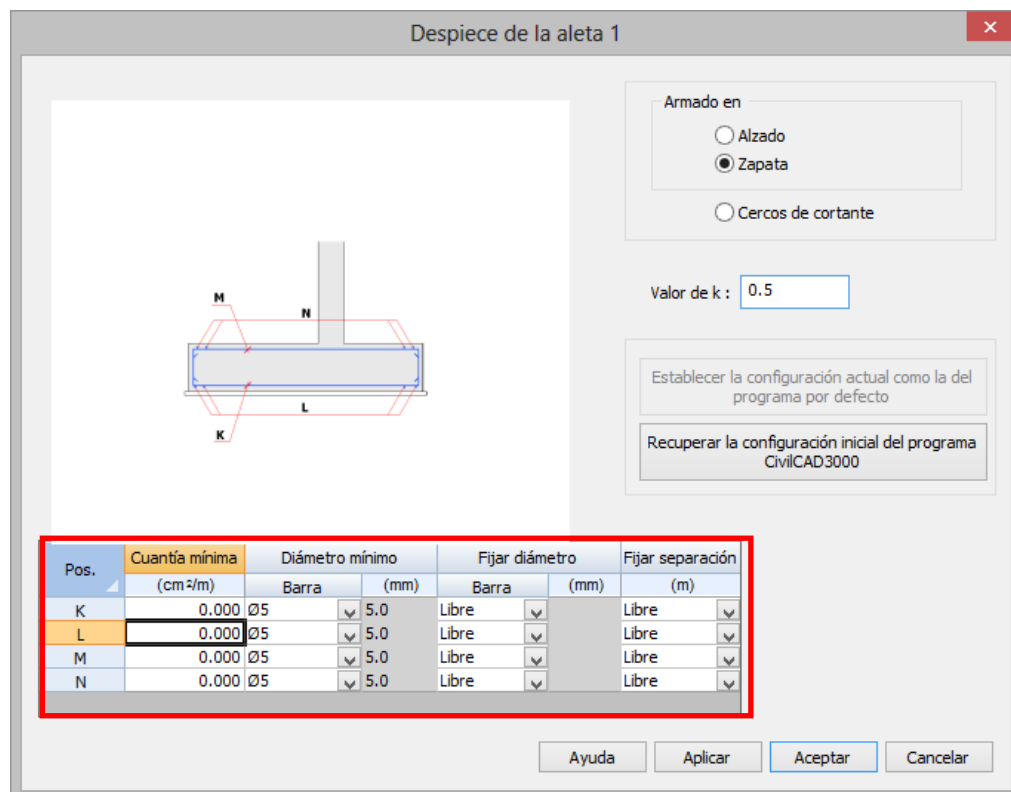 Despiece de la aleta 1
Armado en
Alzado
Zapata
Cercos de cortante
Valor de k : 0.5
M
N
L
K
Establecer la configuración actual como la del
programa por defecto
Recuperar la configuración inicial del programa
CivilCAD3000
Pos. Cuantía mínima Diámetro mínimo Fijar diámetro Fijar separación
(cm²/m) Barra (mm) Barra (mm) (m)
K 0.000 Ø5 5.0 Libre Libre
L 0.000 Ø5 5.0 Libre Libre
M 0.000 Ø5 5.0 Libre Libre
N 0.000 Ø5 5.0 Libre Libre
Ayuda Aplicar Aceptar Cancelar